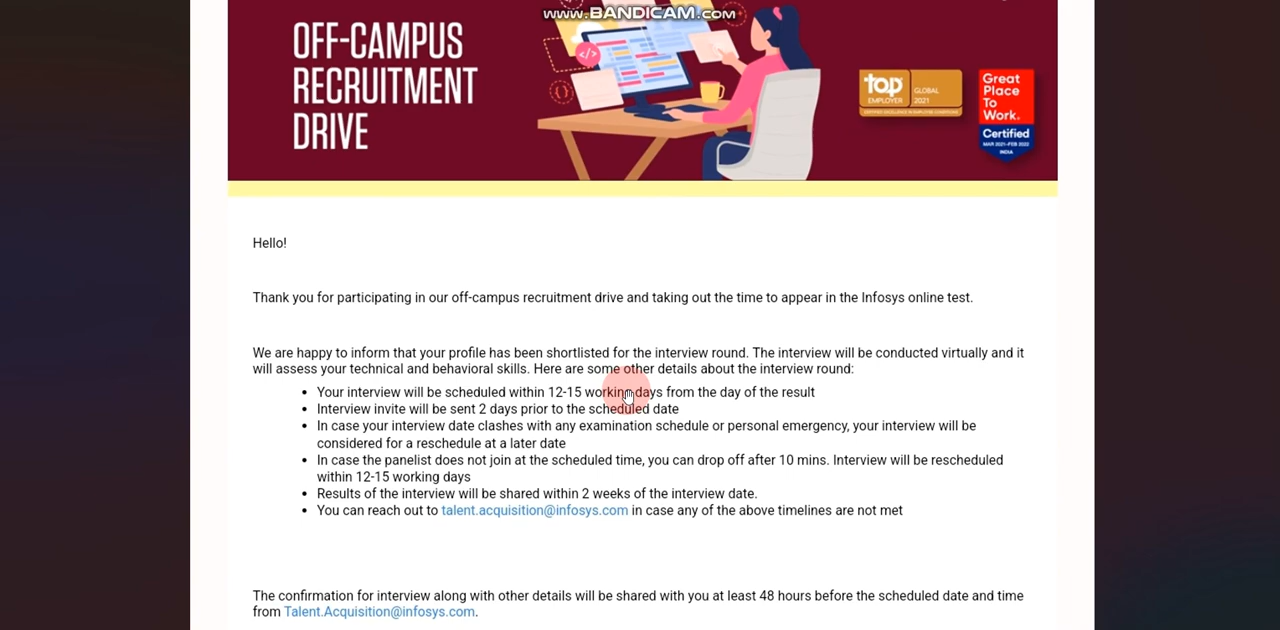 www.BANDICAM.com
OFF-CAMPUS
RECRUITMENT
DRIVE
top
EMPLOYER
GLOBAL
2021
Great
Place
To
Work.
Certified
MAR 2021-FEB 2022
INDIA
Hello!
Thank you for participating in our off-campus recruitment drive and taking out the time to appear in the Infosys online test.
We are happy to inform that your profile has been shortlisted for the interview round. The interview will be conducted virtually and it
will assess your technical and behavioral skills. Here are some other details about the interview round:
• Your interview will be scheduled within 12-15 working days from the day of the result
• Interview invite will be sent 2 days prior to the scheduled date
• In case your interview date clashes with any examination schedule or personal emergency, your interview will be
considered for a reschedule at a later date
• In case the panelist does not join at the scheduled time, you can drop off after 10 mins. Interview will be rescheduled
within 12-15 working days
• Results of the interview will be shared within 2 weeks of the interview date.
• You can reach out to talent.acquisition@infosys.com in case any of the above timelines are not met
The confirmation for interview along with other details will be shared with you at least 48 hours before the scheduled date and time
from Talent.Acquisition@infosys.com.